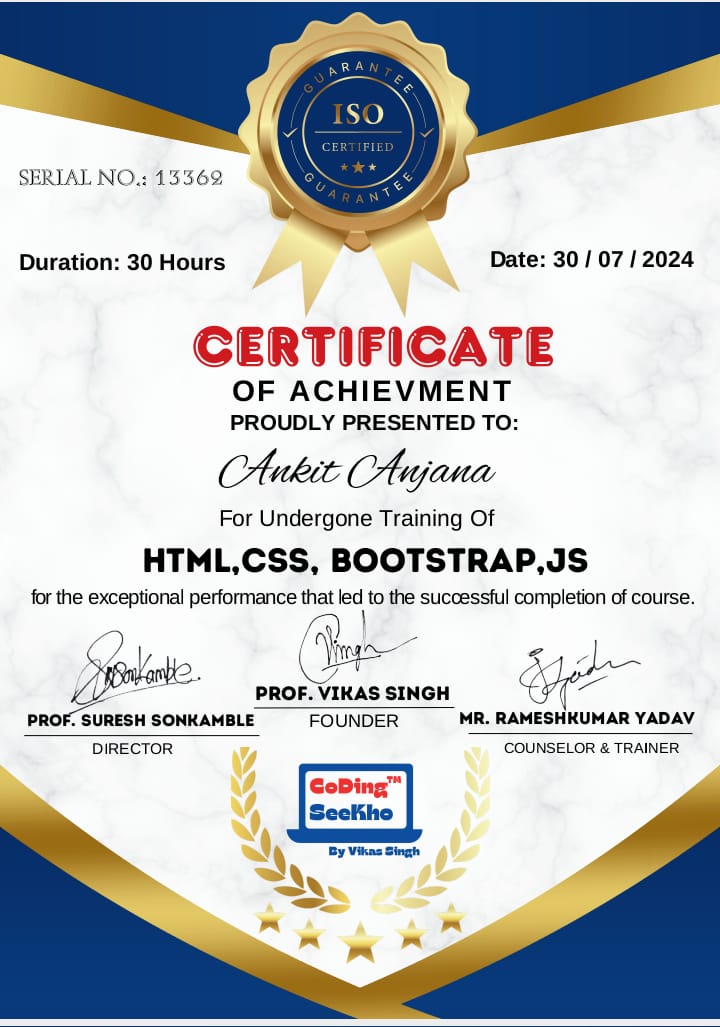 GUARANTEE
ISO
CERTIFIED
GUARANTEE
SERIAL NO.: 13362
Duration: 30 Hours
Date: 30 / 07 / 2024
CERTIFICATE
OF ACHIEVMENT
PROUDLY PRESENTED TO:
Ankit Anjana
For Undergone Training Of
HTML,CSS, BOOTSTRAP,JS
for the exceptional performance that led to the successful completion of course.
PROF. SURESH SONKAMBLE
DIRECTOR
PROF. VIKAS SINGH
FOUNDER
MR. RAMESHKUMAR YADAV
COUNSELOR & TRAINER
CoDing™
SeeKho
By Vikas Singh